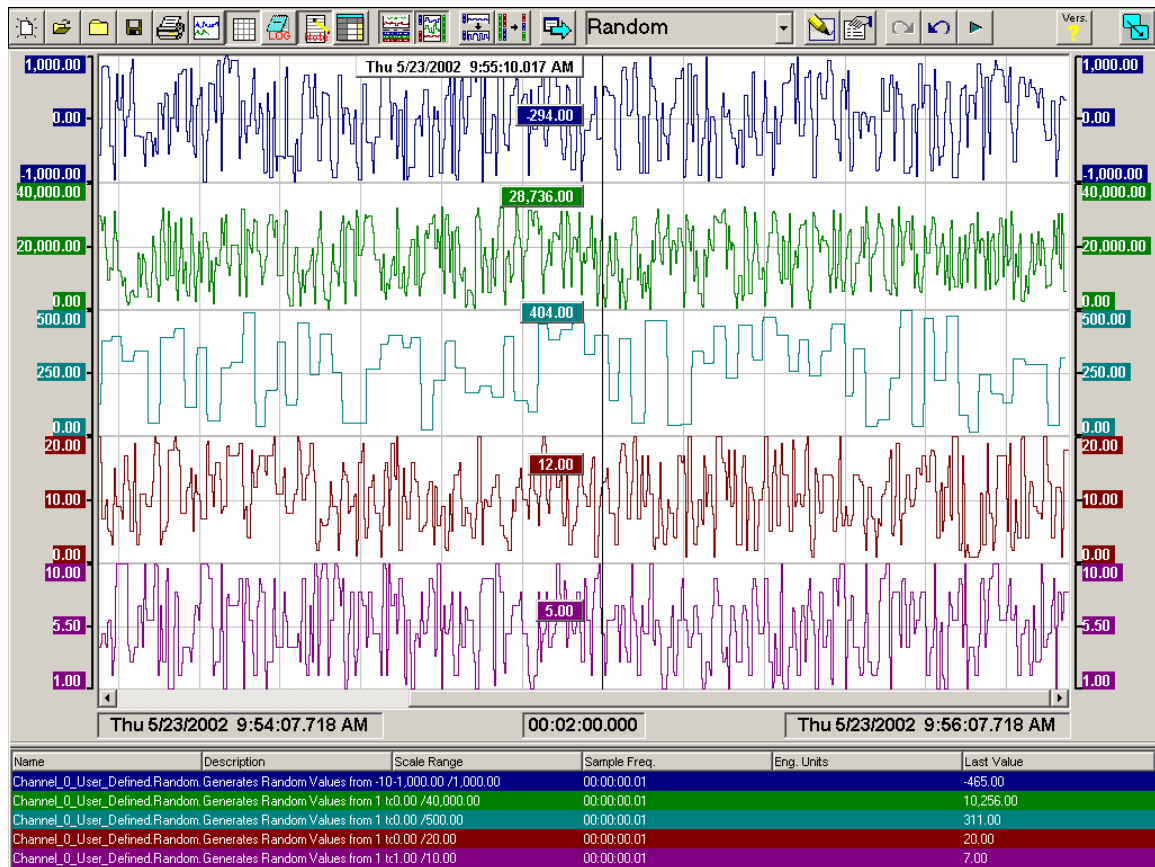 LOG
Note
Random
Vers.
?
Thu 5/23/2002 9:55:10.017 AM
1,000.00 1,000.00
0.00 -294.00 0.00
-1,000.00 -1,000.00
40,000.00 28,736.00 40,000.00
20,000.00 20,000.00
0.00 0.00
500.00 404.00 500.00
250.00 250.00
0.00 0.00
20.00 12.00 20.00
10.00 10.00
0.00 0.00
10.00 10.00
5.50 5.00 5.50
1.00 1.00
Thu 5/23/2002 9:54:07.718 AM 00:02:00.000 Thu 5/23/2002 9:56:07.718 AM
Name Description Scale Range Sample Freq. Eng. Units Last Value
Channel_0_User_Defined.Random. Generates Random Values from -10 -1,000.00 /1,000.00 00:00:00.01 -465.00
Channel_0_User_Defined.Random. Generates Random Values from 1 tc 0.00 /40,000.00 00:00:00.01 10,256.00
Channel_0_User_Defined.Random. Generates Random Values from 1 tc 0.00 /500.00 00:00:00.01 311.00
Channel_0_User_Defined.Random. Generates Random Values from 1 tc 0.00 /20.00 00:00:00.01 20.00
Channel_0_User_Defined.Random. Generates Random Values from 1 tc 1.00 /10.00 00:00:00.01 7.00